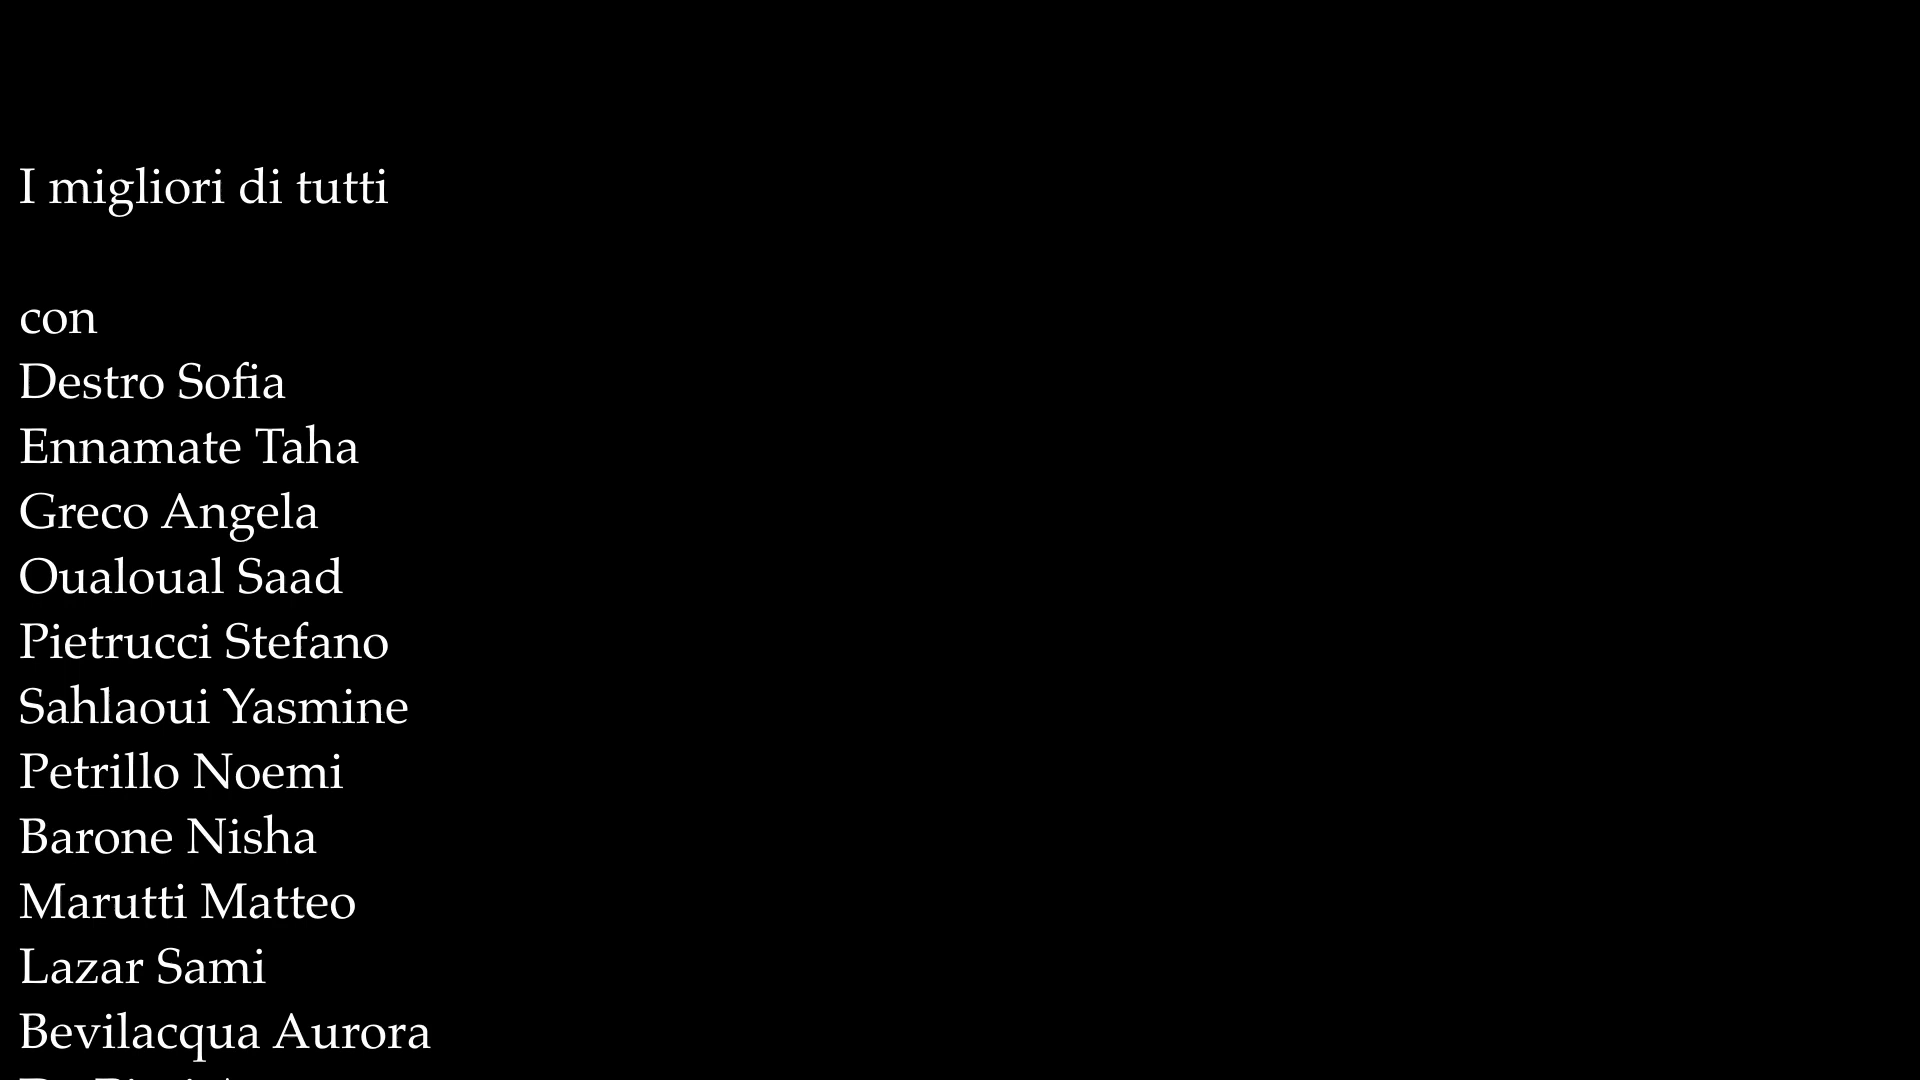 I migliori di tutti
con
Destro Sofia
Ennamate Taha
Greco Angela
Oualoual Saad
Pietrucci Stefano
Sahlaoui Yasmine
Petrillo Noemi
Barone Nisha
Marutti Matteo
Lazar Sami
Bevilacqua Aurora